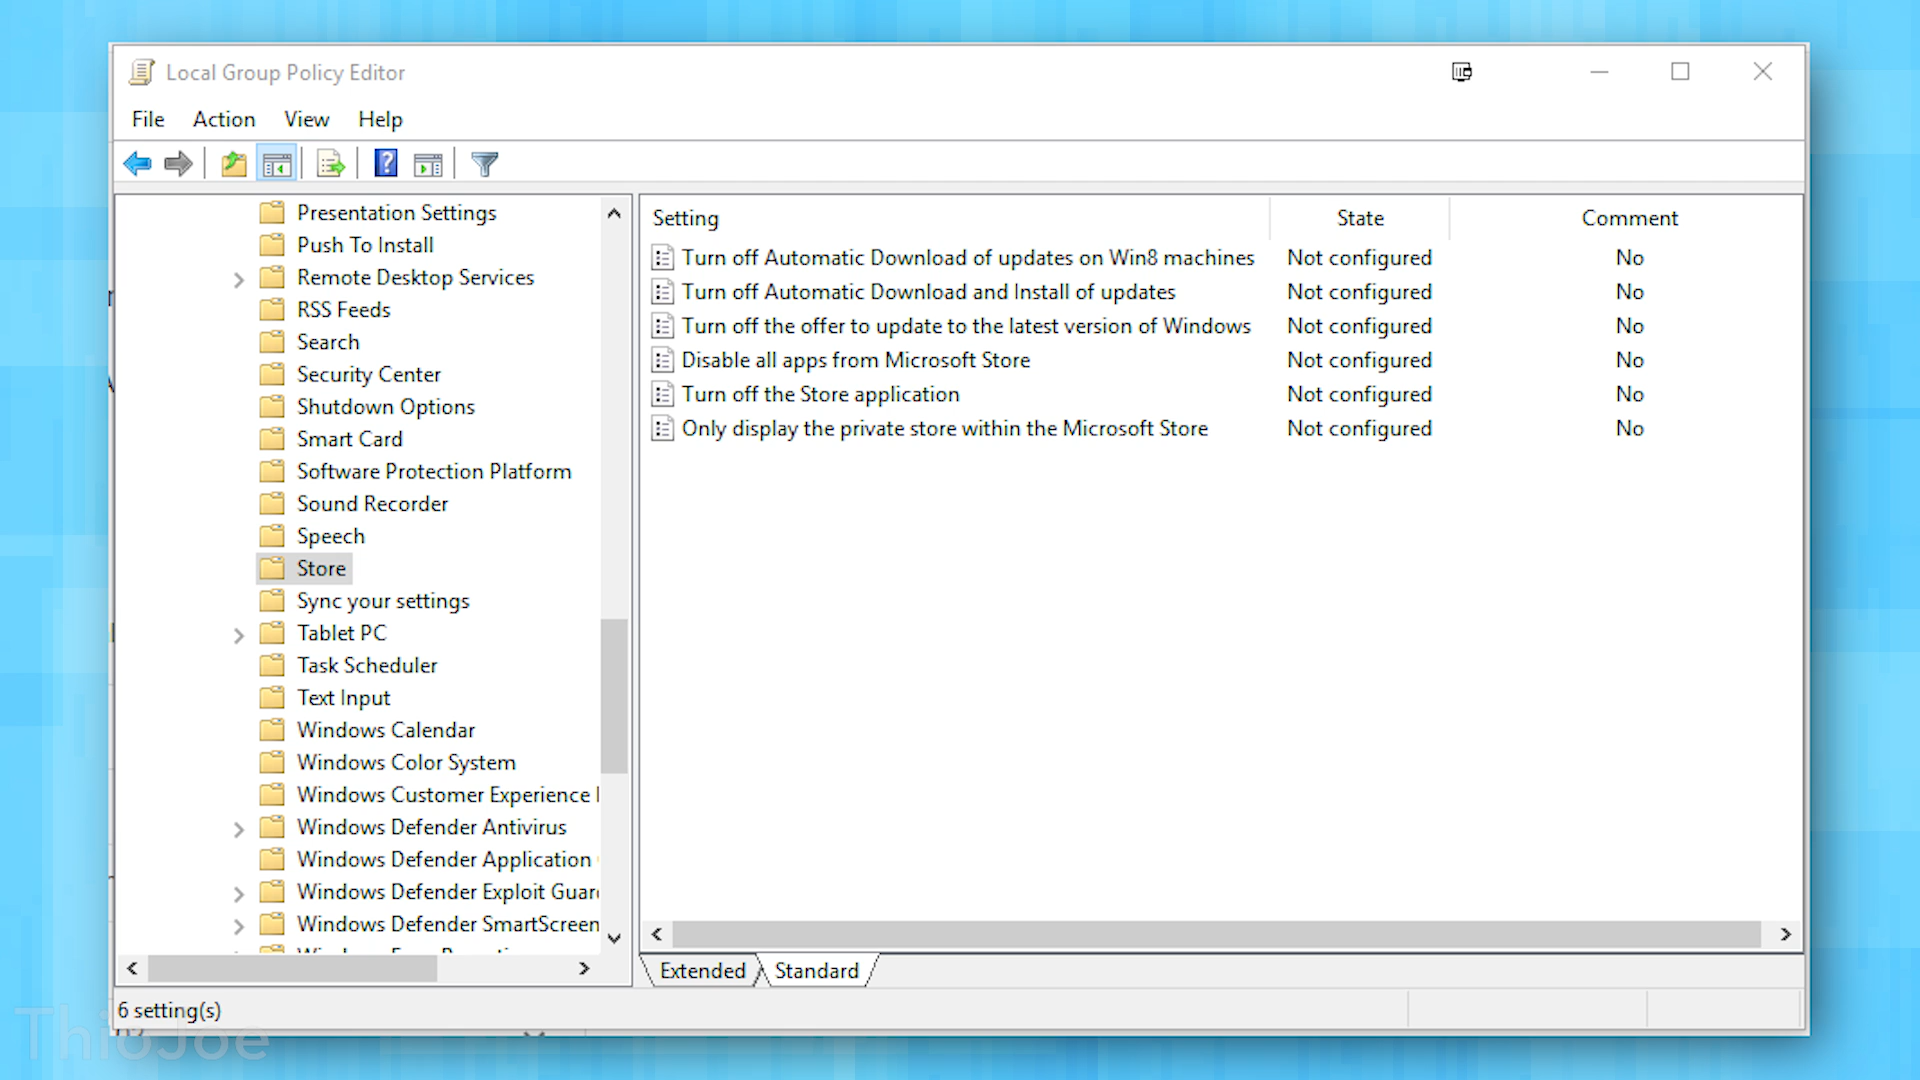 Local Group Policy Editor
File Action View Help
Presentation Settings
Push To Install
Remote Desktop Services
RSS Feeds
Search
Security Center
Shutdown Options
Smart Card
Software Protection Platform
Sound Recorder
Speech
Store
Sync your settings
Tablet PC
Task Scheduler
Text Input
Windows Calendar
Windows Color System
Windows Customer Experience
Windows Defender Antivirus
Windows Defender Application
Windows Defender Exploit Guar
Windows Defender SmartScreen
Setting State Comment
Turn off Automatic Download of updates on Win8 machines Not configured No
Turn off Automatic Download and Install of updates Not configured No
Turn off the offer to update to the latest version of Windows Not configured No
Disable all apps from Microsoft Store Not configured No
Turn off the Store application Not configured No
Only display the private store within the Microsoft Store Not configured No
Extended Standard
6 setting(s)
ThioJoe